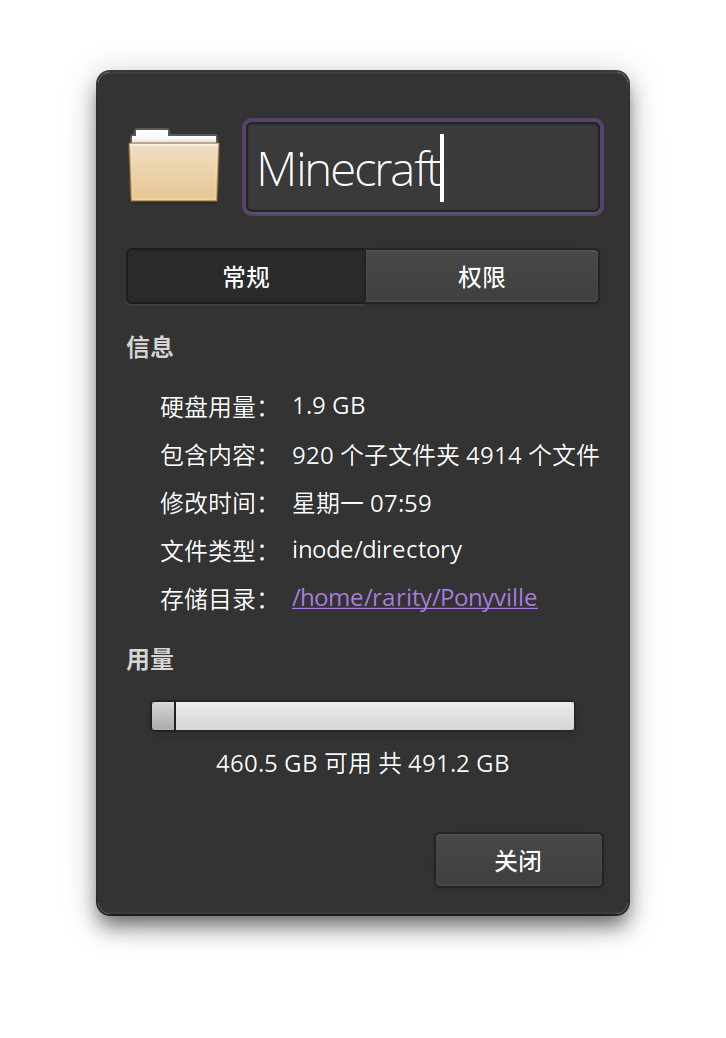 Minecraft
常规 权限
信息
硬盘用量： 1.9 GB
包含内容： 920 个子文件夹 4914 个文件
修改时间： 星期一 07:59
文件类型： inode/directory
存储目录： /home/rarity/Ponyville
用量
460.5 GB 可用 共 491.2 GB
关闭